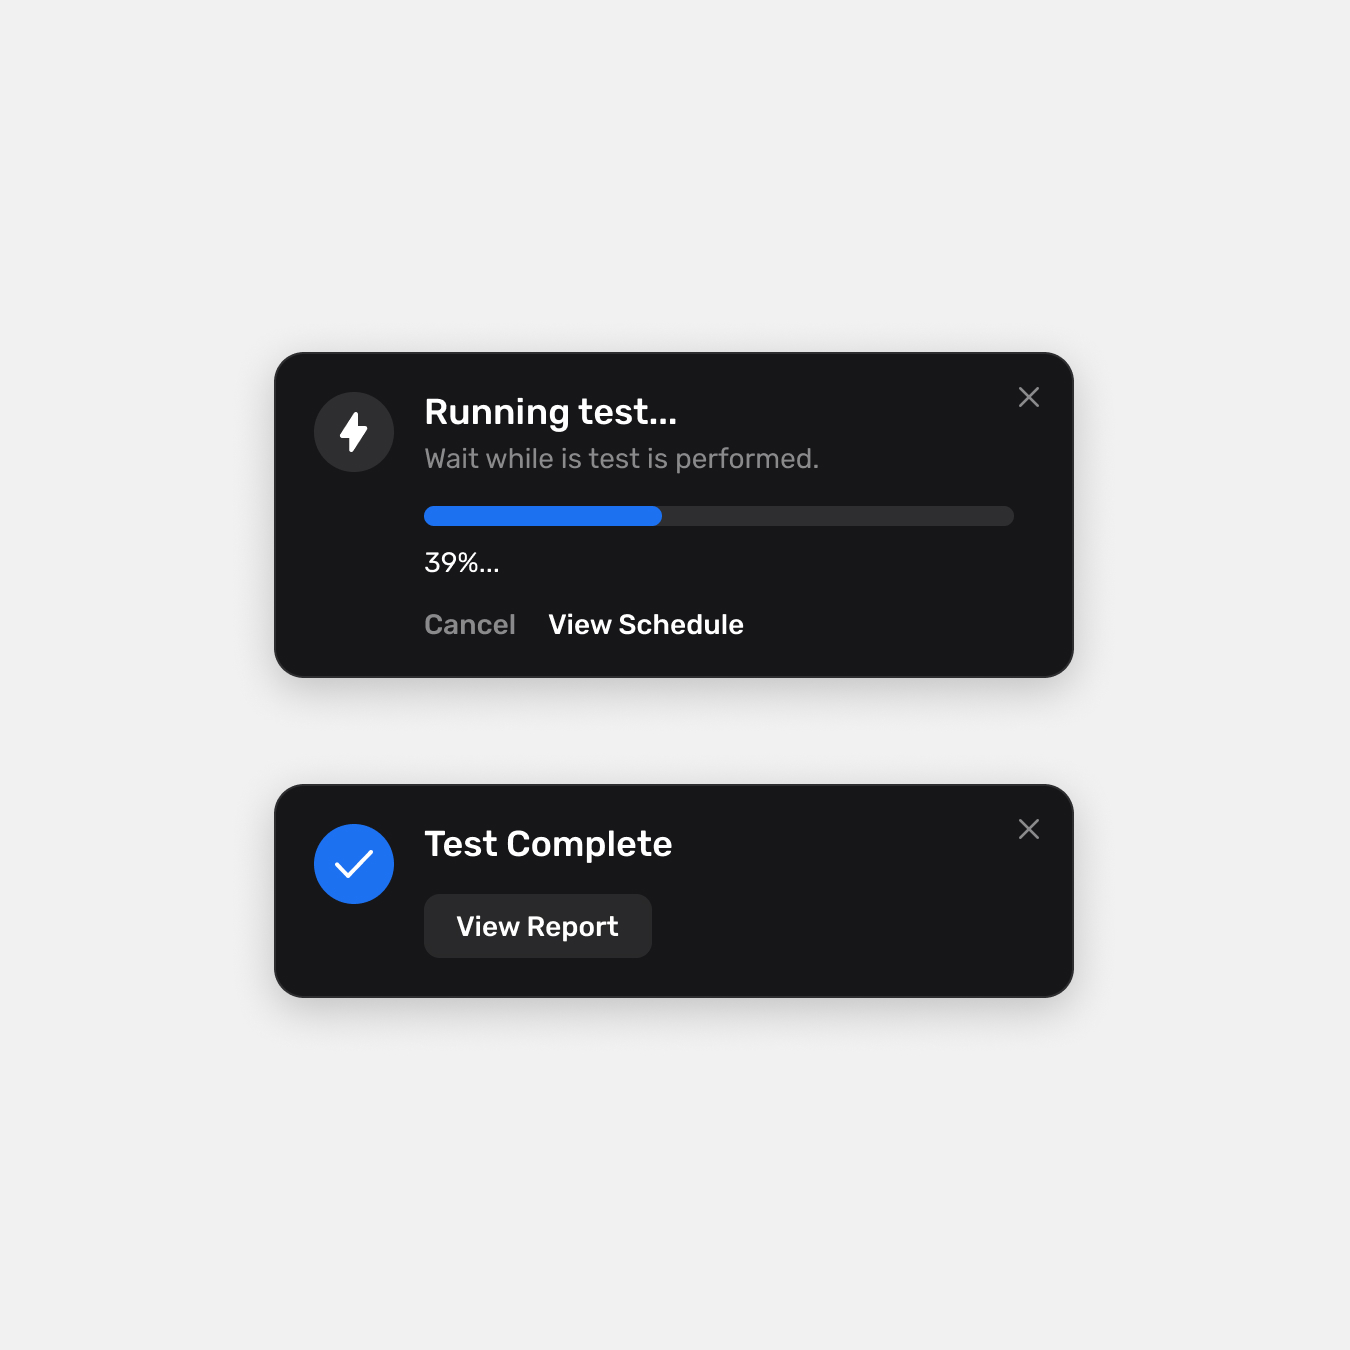 Running test...
Wait while is test is performed.
39%...
Cancel View Schedule
Test Complete
View Report